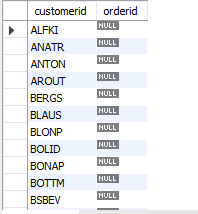 customerid orderid
ALFKI NULL
ANATR NULL
ANTON NULL
AROUT NULL
BERGS NULL
BLAUS NULL
BLONP NULL
BOLID NULL
BONAP NULL
BOTTM NULL
BSBEV NULL